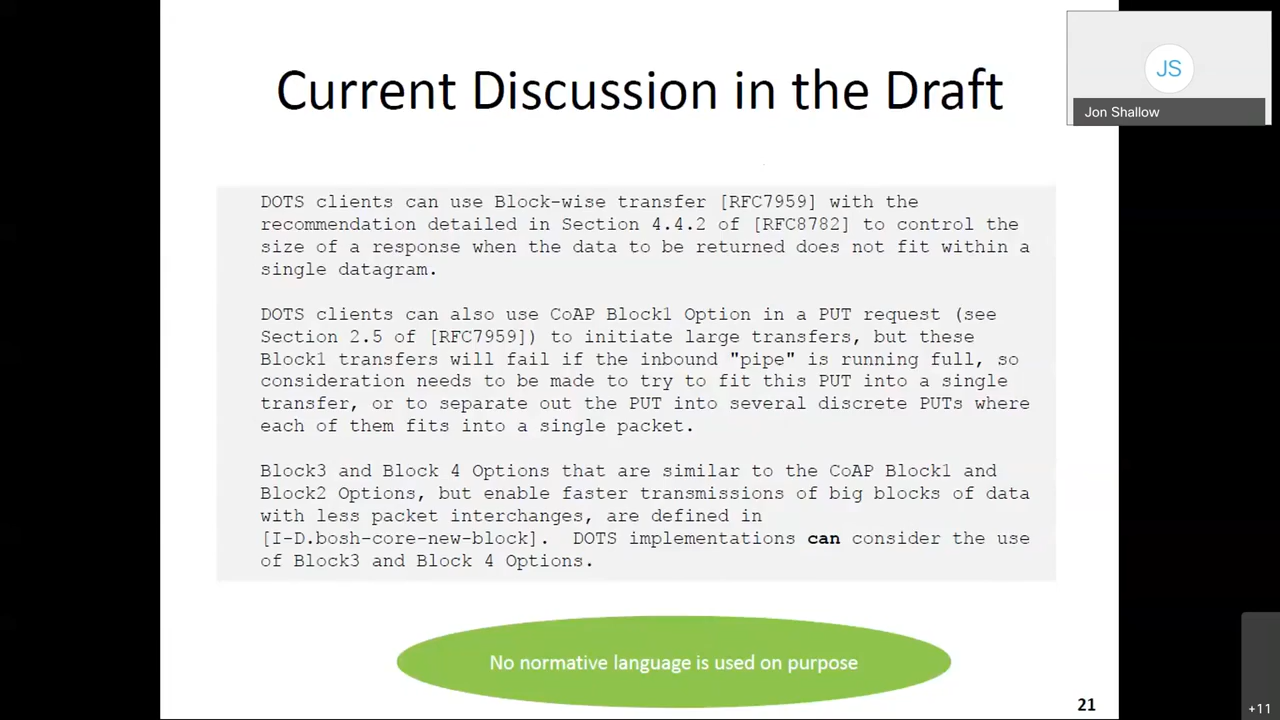 Current Discussion in the Draft
JS
Jon Shallow
DOTS clients can use Block-wise transfer [RFC7959] with the
recommendation detailed in Section 4.4.2 of [RFC8782] to control the
size of a response when the data to be returned does not fit within a
single datagram.
DOTS clients can also use CoAP Block1 Option in a PUT request (see
Section 2.5 of [RFC7959]) to initiate large transfers, but these
Block1 transfers will fail if the inbound "pipe" is running full, so
consideration needs to be made to try to fit this PUT into a single
transfer, or to separate out the PUT into several discrete PUTs where
each of them fits into a single packet.
Block3 and Block 4 Options that are similar to the CoAP Block1 and
Block2 Options, but enable faster transmissions of big blocks of data
with less packet interchanges, are defined in
[I-D.bosh-core-new-block].  DOTS implementations can consider the use
of Block3 and Block 4 Options.
No normative language is used on purpose
21
+11